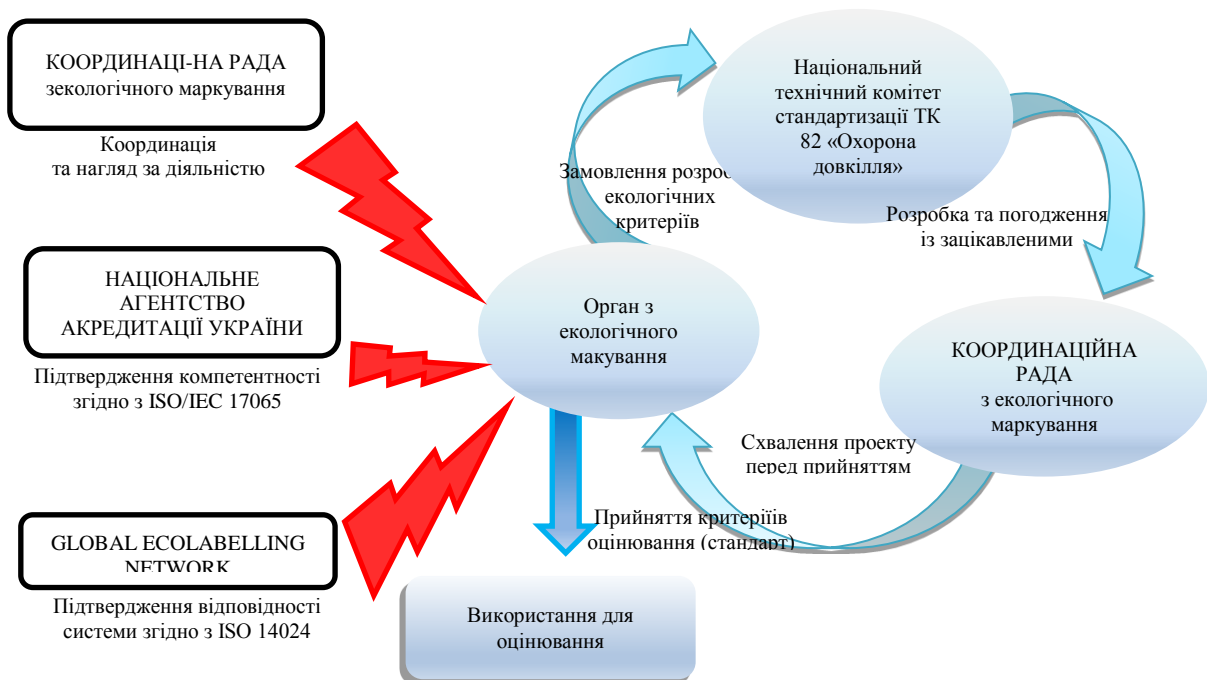 КООРДИНАЦІ-НА РАДА
зекологічного маркування
Координація
та нагляд за діяльністю
НАЦІОНАЛЬНЕ
АГЕНТСТВО
АКРЕДИТАЦІЇ УКРАЇНИ
Підтвердження компетентності
згідно з ISO/IEC 17065
GLOBAL ECOLABELLING
NETWORK
Підтвердження відповідності
системи згідно з ISO 14024
Національний
технічний комітет
стандартизації ТК
82 «Охорона
довкілля»
Замовлення розроб
екологічних
критеріїв
Розробка та погодження
із зацікавленими
Орган з
екологічного
макування
КООРДИНАЦІЙНА
РАДА
з екологічного
маркування
Схвалення проекту
перед прийняттям
Прийняття критеріїів
оцінювання (стандарт)
Використання для
оцінювання